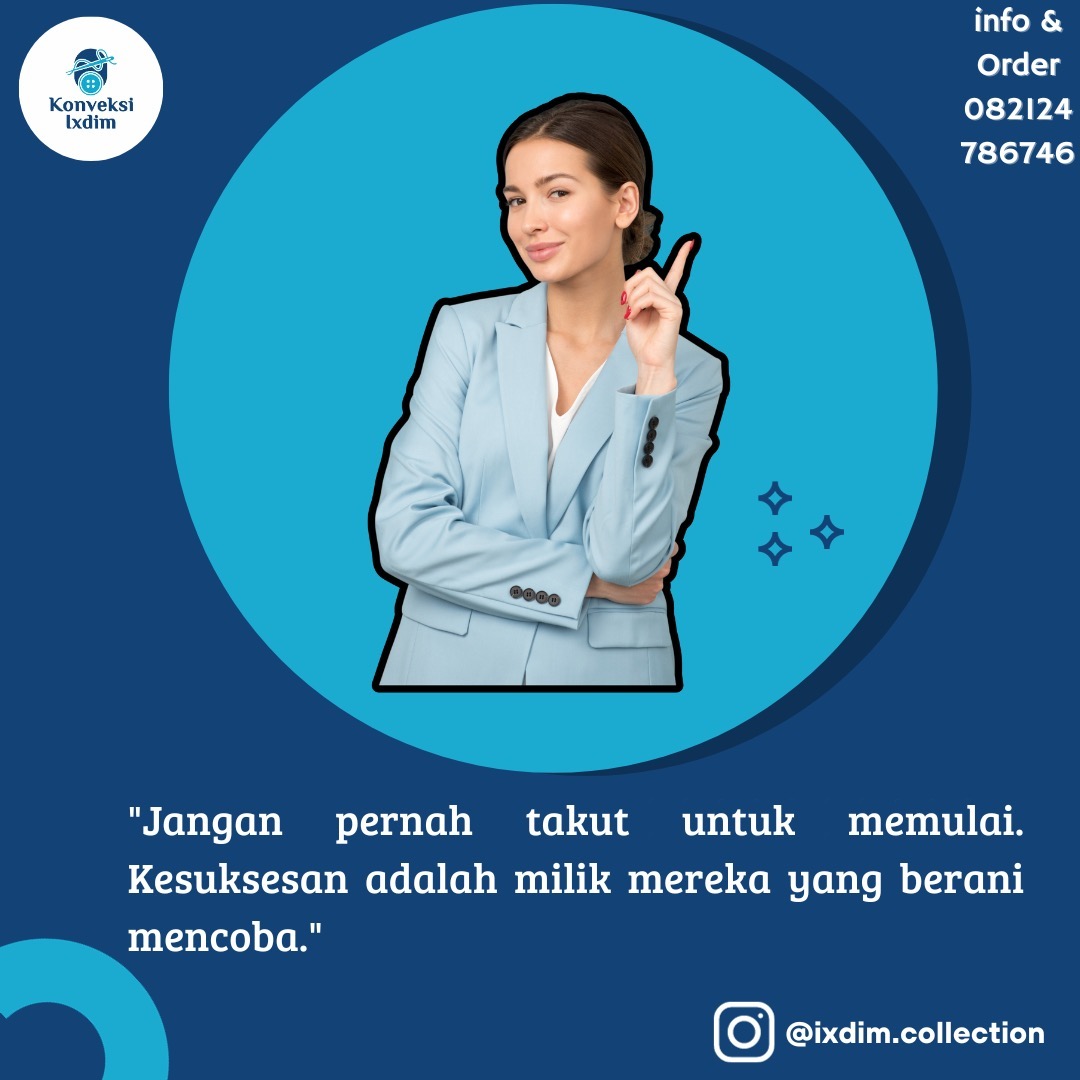 Konveksi
Ixdim
info &
Order
082124
786746
"Jangan pernah takut untuk memulai.
Kesuksesan adalah milik mereka yang berani
mencoba."
@ixdim.collection